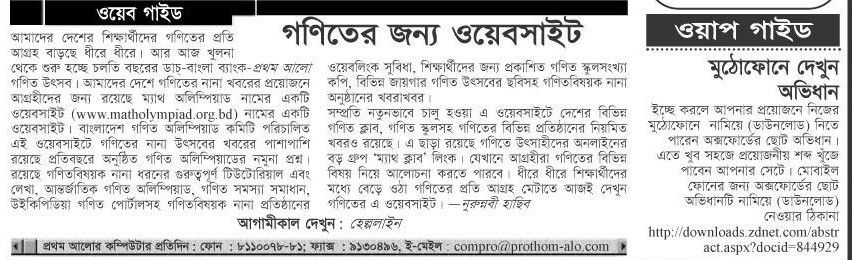 ওয়েব গাইড
গণিতের জন্য ওয়েবসাইট
আমাদের দেশের শিক্ষার্থীদের গণিতের প্রতি
আগ্রহ বাড়ছে ধীরে ধীরে। আর আজ খুলনা
থেকে শুরু হচ্ছে চলতি বছরের ডাচ-বাংলা ব্যাংক-প্রথম আলো
গণিত উৎসব। আমাদের দেশে গণিতের নানা খবরের প্রয়োজনে
আগ্রহীদের জন্য রয়েছে ম্যাথ অলিম্পিয়াড নামের একটি
ওয়েবসাইট (www.matholympiad.org.bd) নামের একটি
ওয়েবসাইট। বাংলাদেশ গণিত অলিম্পিয়াড কমিটি পরিচালিত
এই ওয়েবসাইটে গণিতের নানা উৎসবের খবরের পাশাপাশি
রয়েছে প্রতিবছরে অনুষ্ঠিত গণিত অলিম্পিয়াডের নমুনা প্রশ্ন।
রয়েছে গণিতবিষয়ক নানা ধরনের গুরুত্বপূর্ণ টিউটোরিয়াল এবং
লেখা, আন্তর্জাতিক গণিত অলিম্পিয়াড, গণিত সমস্যা সমাধান,
উইকিপিডিয়া গণিত পোর্টালসহ গণিতবিষয়ক নানা প্রতিষ্ঠানের
ওয়েবলিংক সুবিধা, শিক্ষার্থীদের জন্য প্রকাশিত গণিত স্কুলসংখ্যা
কপি, বিভিন্ন জায়গার গণিত উৎসবের ছবিসহ গণিতবিষয়ক নানা
অনুষ্ঠানের খবরাখবর।
সম্প্রতি নতুনভাবে চালু হওয়া এ ওয়েবসাইটে দেশের বিভিন্ন
গণিত ক্লাব, গণিত স্কুলসহ গণিতের বিভিন্ন প্রতিষ্ঠানের নিয়মিত
খবরও রয়েছে। এ ছাড়া রয়েছে গণিতে উৎসাহীদের অনলাইনের
বড় গ্রুপ 'ম্যাথ ক্লাব' লিংক। যেখানে আগ্রহীরা গণিতের বিভিন্ন
বিষয় নিয়ে আলোচনা করতে পারবে। ধীরে ধীরে শিক্ষার্থীদের
মধ্যে বেড়ে ওঠা গণিতের প্রতি আগ্রহ মেটাতে আজই দেখুন
গণিতের এ ওয়েবসাইট। —নুরুন্নবী হাছিব
আগামীকাল দেখুন : হেল্পলাইন
প্রথম আলোর কম্পিউটার প্রতিদিন : ফোন : ৮১১০০৭৮-৮১; ফ্যাক্স : ৯১৩০৪৯৬, ই-মেইল : compro@prothom-alo.com
ওয়াপ গাইড
মুঠোফোনে দেখুন
অভিধান
ইচ্ছে করলে আপনার প্রয়োজনে নিজের
মুঠোফোনে নামিয়ে (ডাউনলোড) নিতে
পারেন অক্সফোর্ডের ছোট অভিধান।
এতে খুব সহজে প্রয়োজনীয় শব্দ খুঁজে
পাবেন আপনার সেটে। মোবাইল
ফোনের জন্য অক্সফোর্ডের ছোট
অভিধানটি নামিয়ে (ডাউনলোড)
নেওয়ার ঠিকানা
http://downloads.zdnet.com/abstr
act.aspx?docid=844929